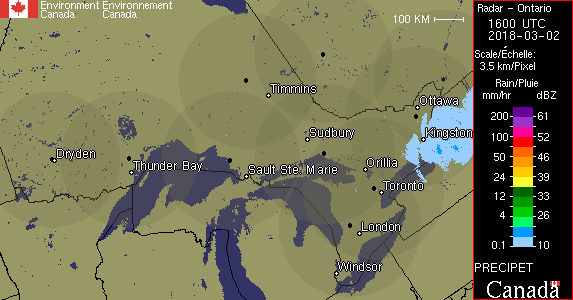 Environment Environnement
Canada Canada
100 KM
Timmins
Ottawa
Sudbury
Kingston
Dryden
Thunder Bay
Sault Ste. Marie
Orillia
Toronto
London
Windsor
Radar - Ontario
1600 UTC
2018-03-02
Scale/Échelle:
3.5 km/Pixel
Rain/Pluie
mm/hr dBZ
200 61
100 52
50 46
24 39
12 33
4 26
0.1 10
PRECIPET
Canada